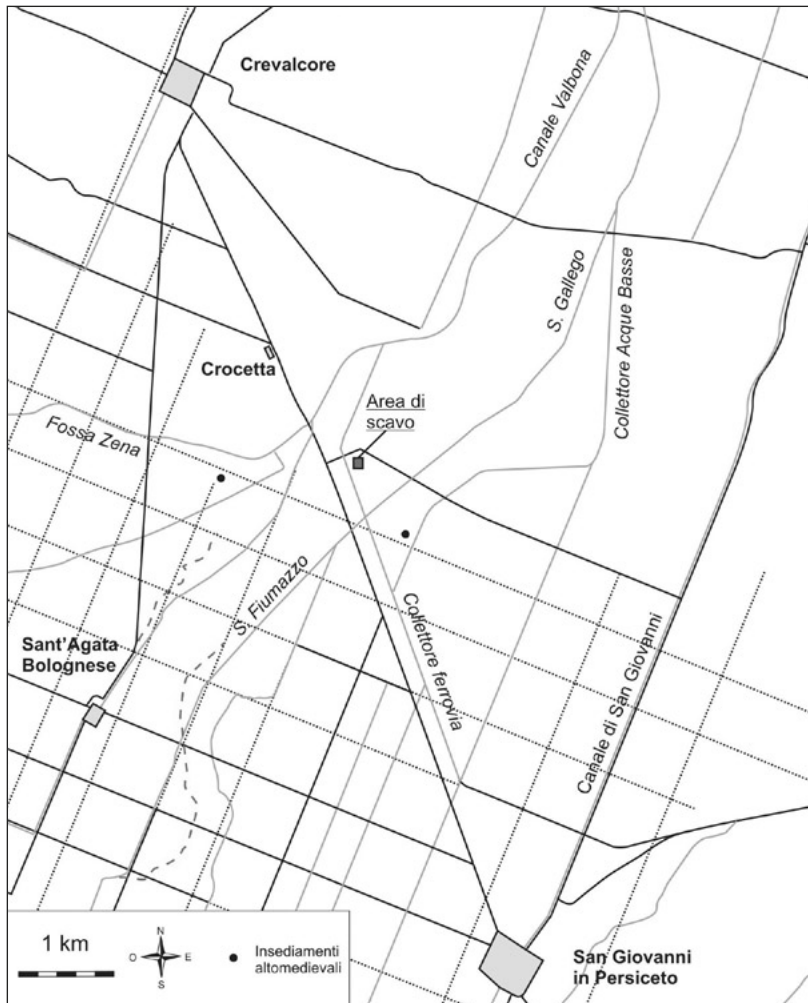 Crevalcore
Canale Valbona
S. Gallego
Collettore Acque Basse
Crocetta
Area di
scavo
Fossa Zena
S. Fiumazzo
Collettore ferrovia
Canale di San Giovanni
Sant'Agata
Bolognese
1 km
N
O
E
S
Insediamenti
altomedievali
San Giovanni
in Persiceto